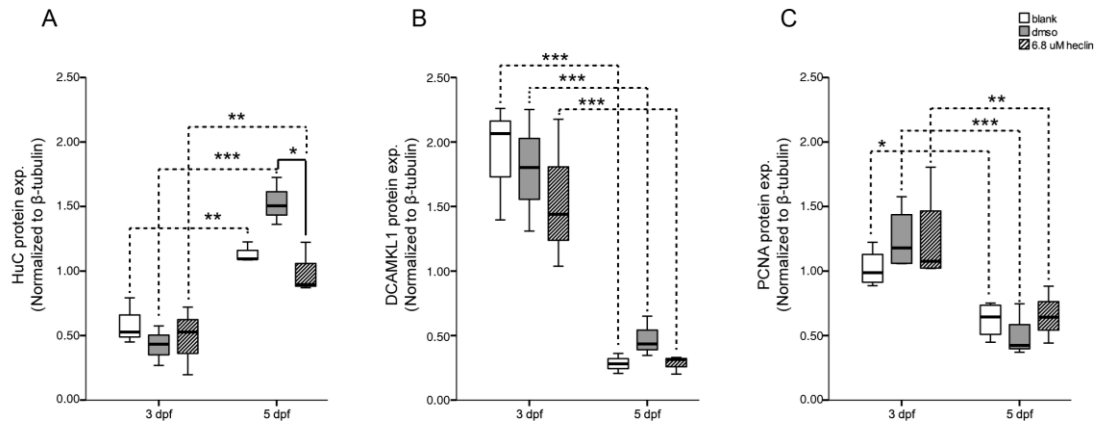 A
HuC protein exp.
(Normalized to β-tubulin)
2.50
2.00
1.50
1.00
0.50
0.00
**
***
**
*
3 dpf
5 dpf
B
DCAMKL1 protein exp.
(Normalized to β-tubulin)
2.50
2.00
1.50
1.00
0.50
0.00
***
***
***
3 dpf
5 dpf
C
blank
dmso
6.8 uM heclin
PCNA protein exp.
(Normalized to β-tubulin)
2.50
2.00
1.50
1.00
0.50
0.00
**
***
*
3 dpf
5 dpf